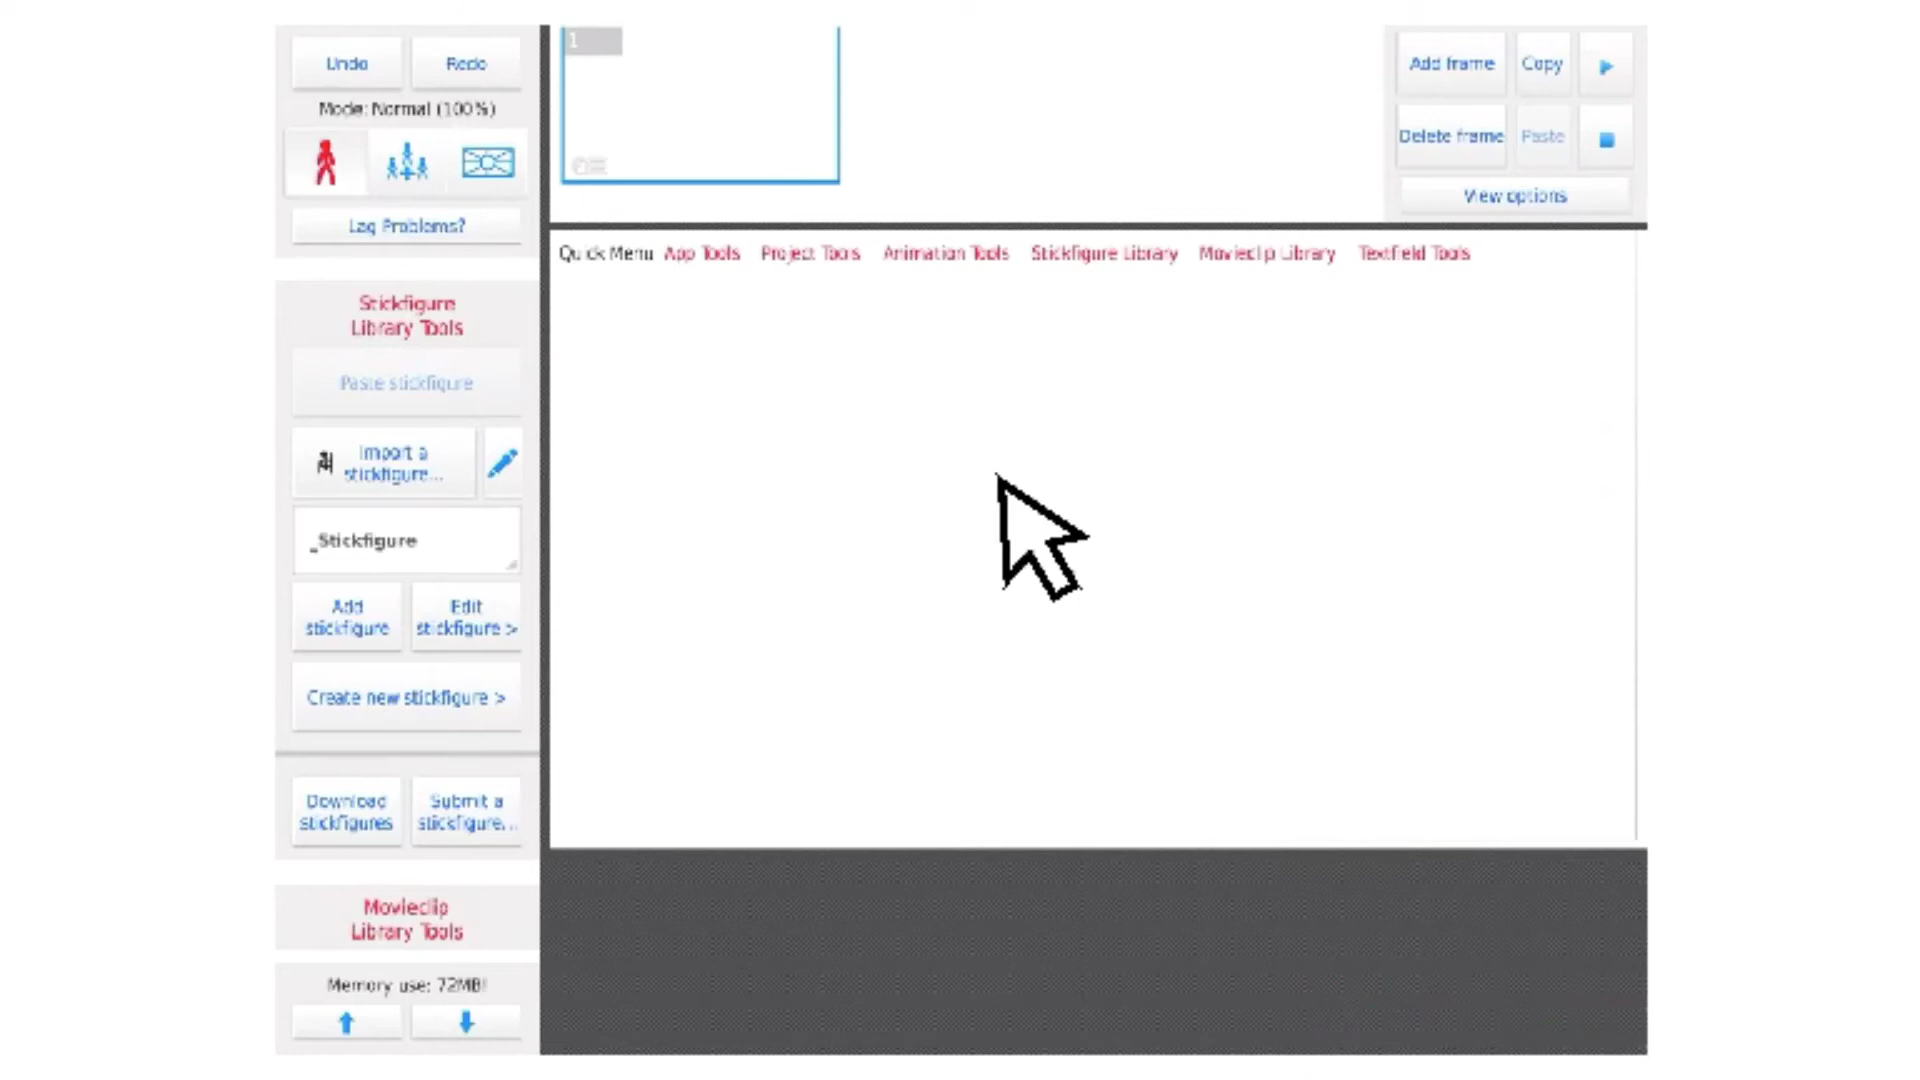 Undo Redo
Mode: Normal (100%)
Lag Problems?
Stickfigure
Library Tools
Paste stickfigure
Import a
stickfigure...
_Stickfigure
Add
stickfigure
Edit
stickfigure >
Create new stickfigure >
Download
stickfigures
Submit a
stickfigure...
Movieclip
Library Tools
Memory use: 72MB!
1
Add frame Copy
Delete frame Paste
View options
Quick Menu App Tools Project Tools Animation Tools Stickfigure Library Movieclip Library Textfield Tools